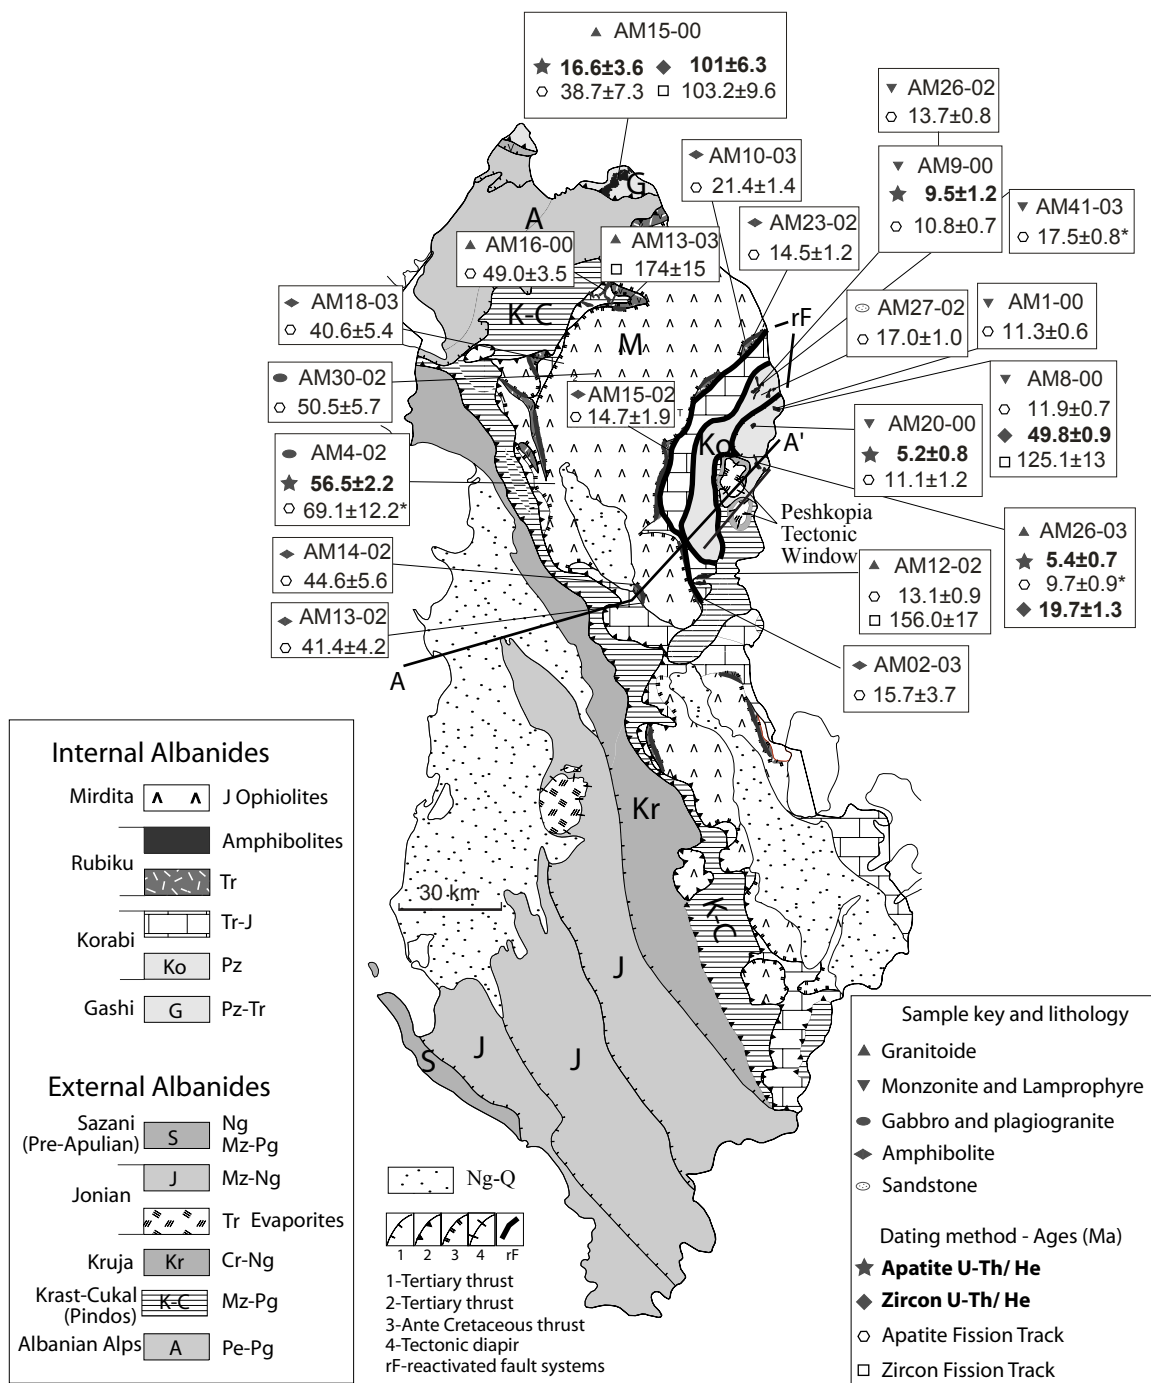 AM15-00
16.6±3.6 101±6.3
38.7±7.3 103.2±9.6
AM26-02
13.7±0.8
AM10-03
21.4±1.4
AM9-00
9.5±1.2
10.8±0.7
AM41-03
17.5±0.8*
AM23-02
14.5±1.2
G
A
AM16-00
49.0±3.5
AM13-03
174±15
AM18-03
40.6±5.4
K-C
M
rF
AM27-02
17.0±1.0
AM1-00
11.3±0.6
AM30-02
50.5±5.7
AM15-02
14.7±1.9
T
AM8-00
11.9±0.7
49.8±0.9
125.1±13
AM20-00
5.2±0.8
11.1±1.2
Ko
A'
AM4-02
56.5±2.2
69.1±12.2*
Peshkopia
Tectonic
Window
AM26-03
5.4±0.7
9.7±0.9*
19.7±1.3
AM14-02
44.6±5.6
AM12-02
13.1±0.9
156.0±17
AM13-02
41.4±4.2
A
AM02-03
15.7±3.7
Kr
30 km
K-C
J
J
J
S
Internal Albanides
Mirdita J Ophiolites
Amphibolites
Rubiku
Tr
Tr-J
Korabi
Ko Pz
Gashi G Pz-Tr
External Albanides
Sazani Ng
(Pre-Apulian) S Mz-Pg
J Mz-Ng
Jonian
Tr Evaporites
Kruja Kr Cr-Ng
Krast-Cukal K-C Mz-Pg
(Pindos)
Albanian Alps A Pe-Pg
Ng-Q
1 2 3 4 rF
1-Tertiary thrust
2-Tertiary thrust
3-Ante Cretaceous thrust
4-Tectonic diapir
rF-reactivated fault systems
Sample key and lithology
Granitoide
Monzonite and Lamprophyre
Gabbro and plagiogranite
Amphibolite
Sandstone
Dating method - Ages (Ma)
Apatite U-Th/ He
Zircon U-Th/ He
Apatite Fission Track
Zircon Fission Track